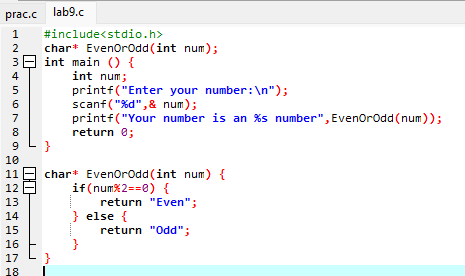 prac.c lab9.c
1 #include<stdio.h>
2 char* EvenOrOdd(int num);
3 int main () {
4     int num;
5     printf("Enter your number:\n");
6     scanf("%d",& num);
7     printf("Your number is an %s number",EvenOrOdd(num));
8     return 0;
9 }
10
11 char* EvenOrOdd(int num) {
12     if(num%2==0) {
13         return "Even";
14     } else {
15         return "Odd";
16     }
17 }
18